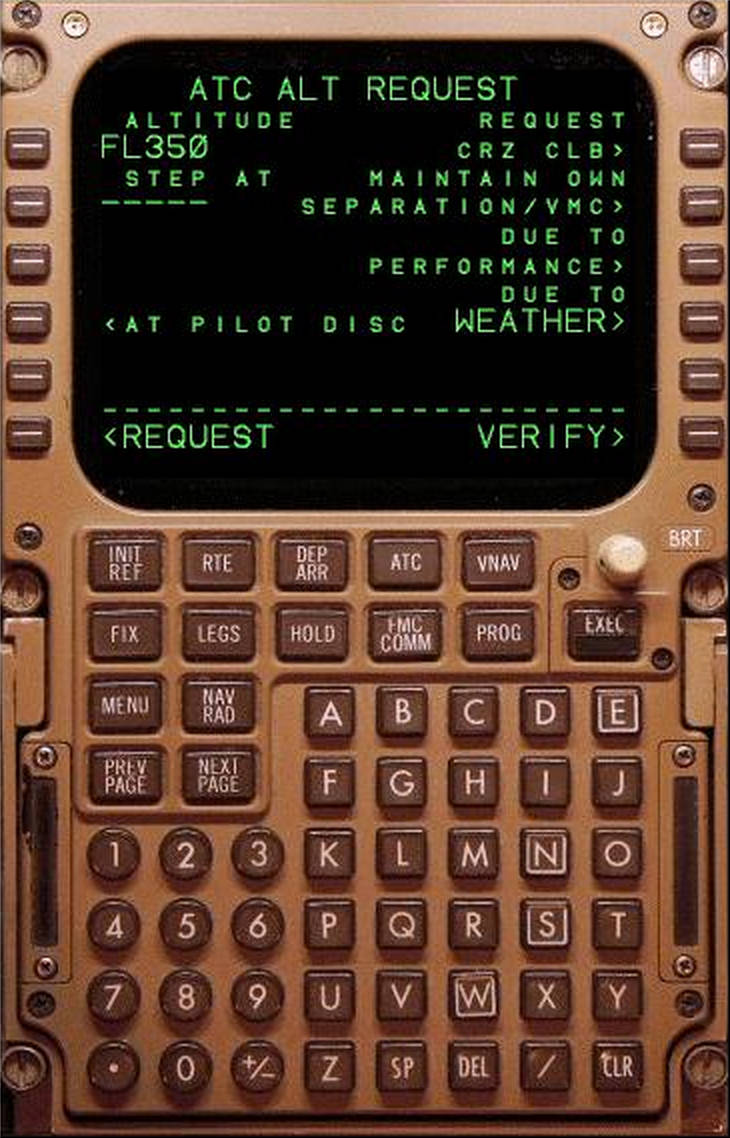 ATC ALT REQUEST
ALTITUDE REQUEST
FL350 CRZ CLB>
STEP AT MAINTAIN OWN
----- SEPARATION/VMC>
DUE TO
PERFORMANCE>
DUE TO
<AT PILOT DISC WEATHER>
------------------------
<REQUEST VERIFY>
BRT
INIT REF RTE DEP ARR ATC VNAV
FIX LEGS HOLD FMC COMM PROG EXEC
MENU NAV RAD A B C D E
PREV PAGE NEXT PAGE F G H I J
1 2 3 K L M N O
4 5 6 P Q R S T
7 8 9 U V W X Y
. 0 +/- Z SP DEL / CLR